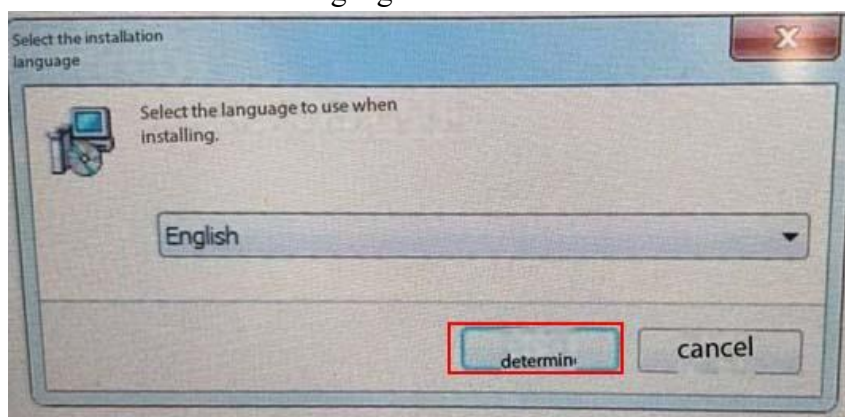 Select the installation
language
Select the language to use when
installing.
English
cancel